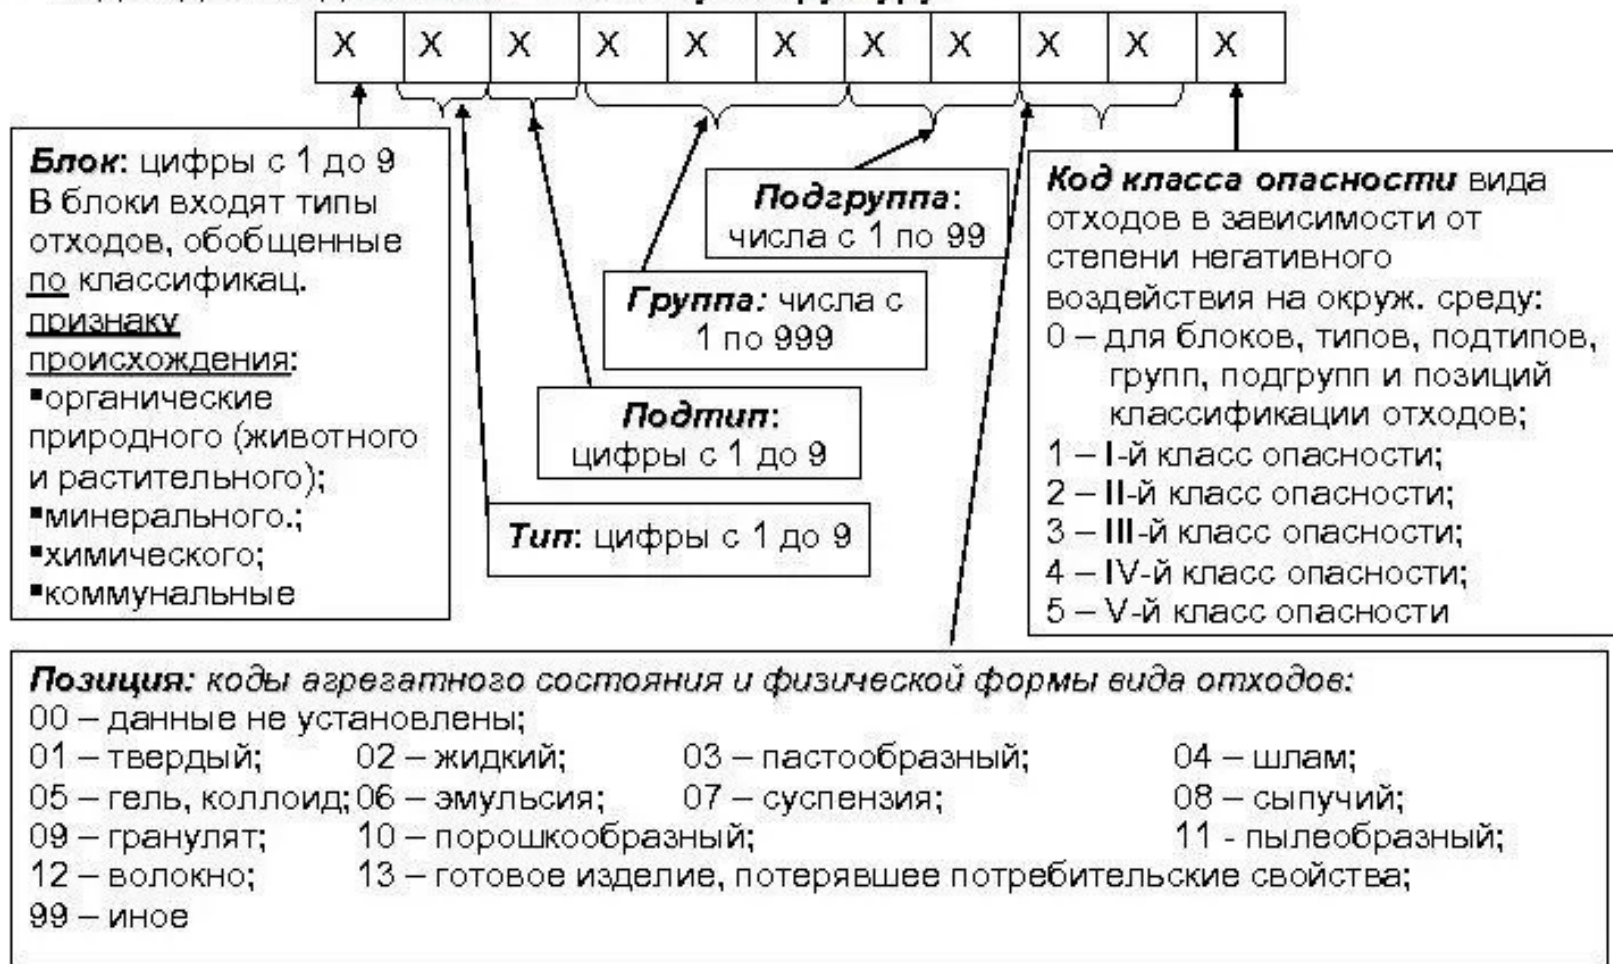 X X X X X X X X X X X
Блок: цифры с 1 до 9
В блоки входят типы
отходов, обобщенные
по классификац.
признаку
происхождения:
▪органические
природного (животного
и растительного);
▪минерального.;
▪химического;
▪коммунальные
Подгруппа:
числа с 1 по 99
Группа: числа с
1 по 999
Подтип:
цифры с 1 до 9
Тип: цифры с 1 до 9
Код класса опасности вида
отходов в зависимости от
степени негативного
воздействия на окруж. среду:
0 – для блоков, типов, подтипов,
групп, подгрупп и позиций
классификации отходов;
1 – I-й класс опасности;
2 – II-й класс опасности;
3 – III-й класс опасности;
4 – IV-й класс опасности;
5 – V-й класс опасности
Позиция: коды агрегатного состояния и физической формы вида отходов:
00 – данные не установлены;
01 – твердый; 02 – жидкий; 03 – пастообразный; 04 – шлам;
05 – гель, коллоид; 06 – эмульсия; 07 – суспензия; 08 – сыпучий;
09 – гранулят; 10 – порошкообразный; 11 - пылеобразный;
12 – волокно; 13 – готовое изделие, потерявшее потребительские свойства;
99 – иное